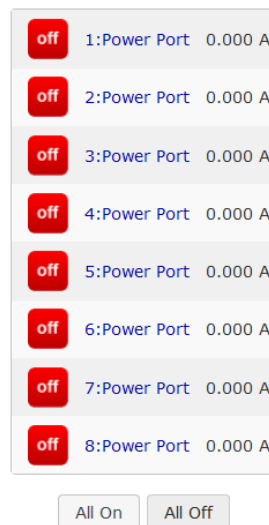 off 1:Power Port 0.000 A
off 2:Power Port 0.000 A
off 3:Power Port 0.000 A
off 4:Power Port 0.000 A
off 5:Power Port 0.000 A
off 6:Power Port 0.000 A
off 7:Power Port 0.000 A
off 8:Power Port 0.000 A
All On All Off